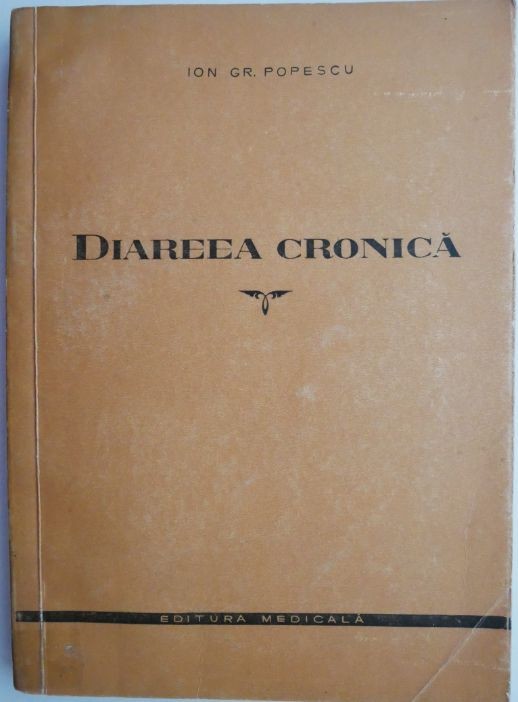 ION GR. POPESCU
DIAREEA CRONICĂ
EDITURA MEDICALĂ